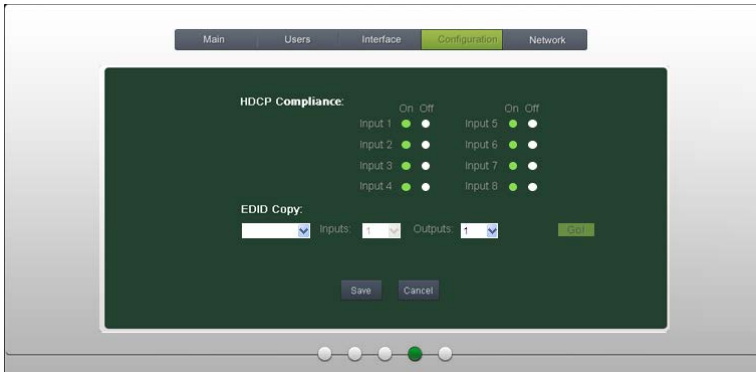 Main Users Interface Configuration Network
HDCP Compliance:
On Off On Off
Input 1 Input 5
Input 2 Input 6
Input 3 Input 7
Input 4 Input 8
EDID Copy:
Inputs: 1 Outputs: 1 Go!
Save Cancel